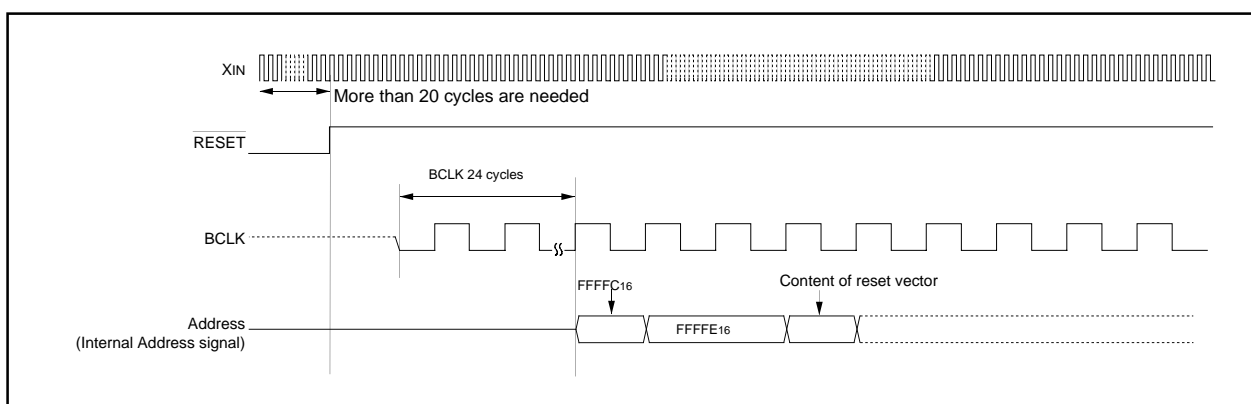 XIN
More than 20 cycles are needed
RESET
BCLK 24 cycles
BCLK
FFFFC16
Content of reset vector
Address
FFFFE16
(Internal Address signal)